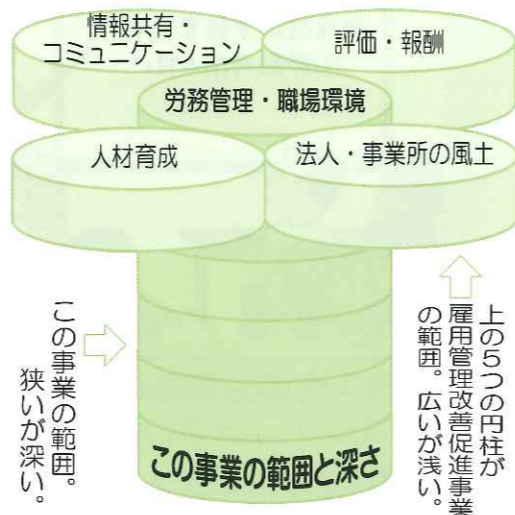 情報共有・
コミュニケーション
評価・報酬
労務管理・職場環境
人材育成
法人・事業所の風土
上の5つの円柱が
雇用管理改善促進事業
の範囲。広いが浅い。
この事業の範囲。
狭いが深い。
この事業の範囲と深さ